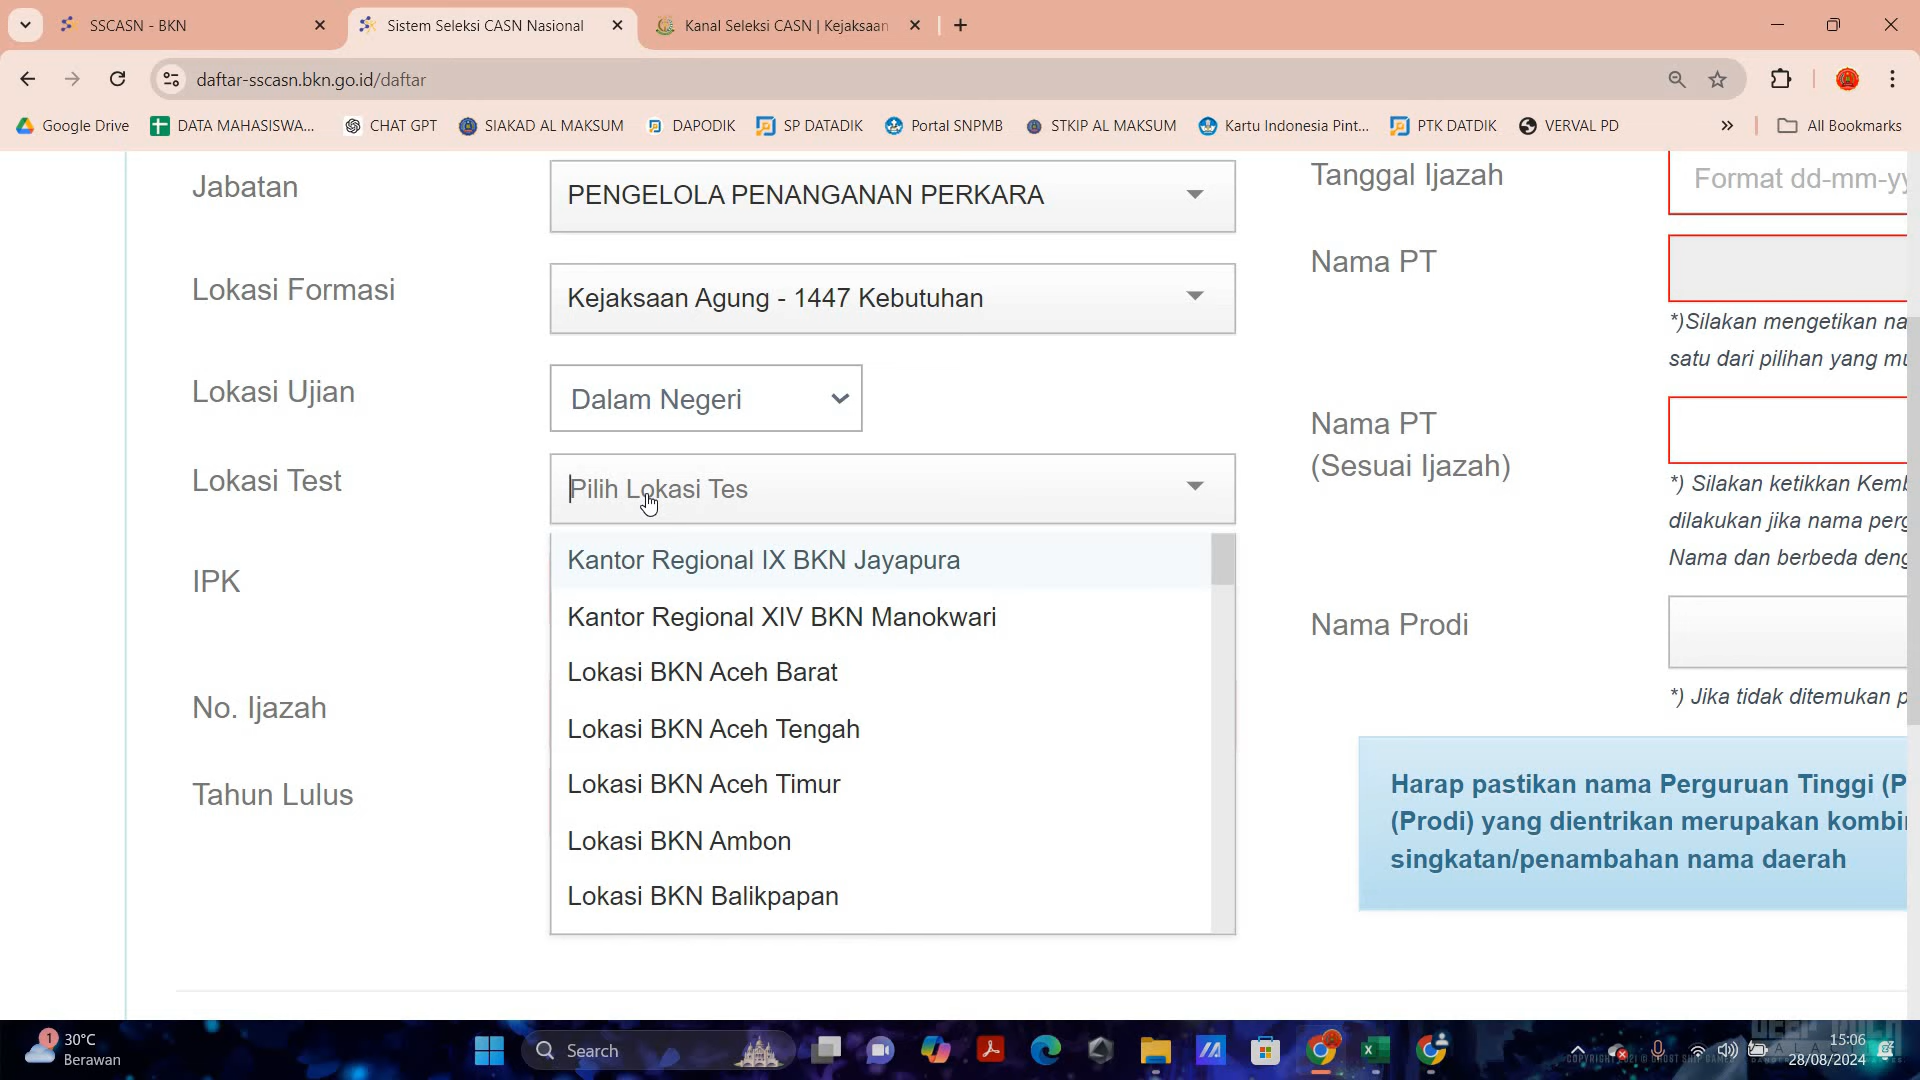 SSCASN - BKN
Sistem Seleksi CASN Nasional
Kanal Seleksi CASN | Kejaksaan
daftar-sscasn.bkn.go.id/daftar
Google Drive
DATA MAHASISWA...
CHAT GPT
SIAKAD AL MAKSUM
DAPODIK
SP DATADIK
Portal SNPMB
STKIP AL MAKSUM
Kartu Indonesia Pint...
PTK DATDIK
VERVAL PD
All Bookmarks
Jabatan
PENGELOLA PENANGANAN PERKARA
Lokasi Formasi
Kejaksaan Agung - 1447 Kebutuhan
Lokasi Ujian
Dalam Negeri
Lokasi Test
Pilih Lokasi Tes
Kantor Regional IX BKN Jayapura
Kantor Regional XIV BKN Manokwari
Lokasi BKN Aceh Barat
Lokasi BKN Aceh Tengah
Lokasi BKN Aceh Timur
Lokasi BKN Ambon
Lokasi BKN Balikpapan
IPK
No. Ijazah
Tahun Lulus
Tanggal Ijazah
Format dd-mm-yy
Nama PT
*)Silakan mengetikan na
satu dari pilihan yang mu
Nama PT
(Sesuai Ijazah)
*) Silakan ketikkan Kemb
dilakukan jika nama perg
Nama dan berbeda deng
Nama Prodi
*) Jika tidak ditemukan p
Harap pastikan nama Perguruan Tinggi (P
(Prodi) yang dientrikan merupakan kombi
singkatan/penambahan nama daerah
1
30°C
Berawan
Search
15:06
28/08/2024